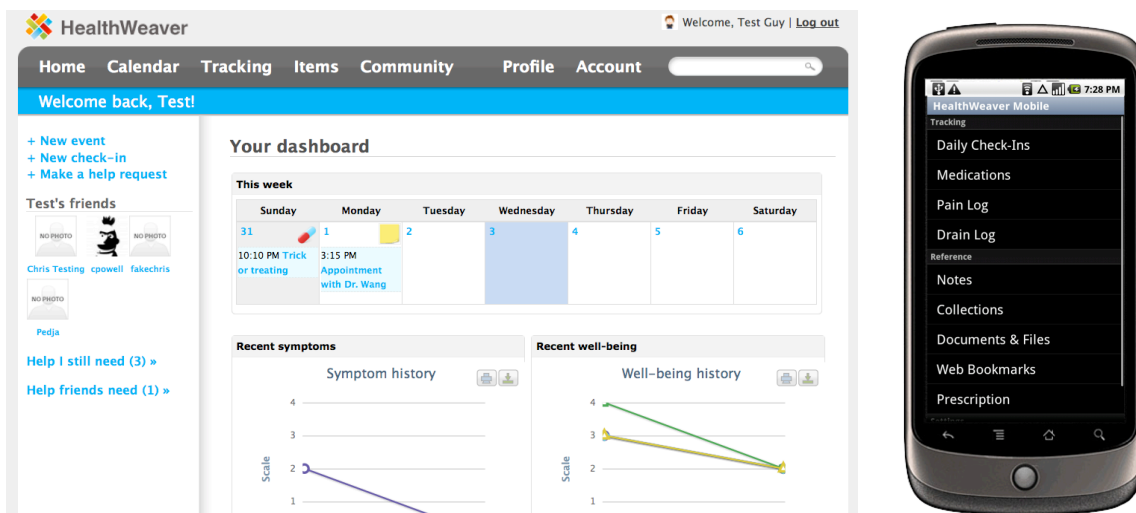 HealthWeaver
Welcome, Test Guy | Log out
Home Calendar Tracking Items Community Profile Account
Welcome back, Test!
+ New event
+ New check-in
+ Make a help request
Test's friends
NO PHOTO
NO PHOTO
Chris Testing cpowell fakechris
NO PHOTO
Pedja
Help I still need (3) »
Help friends need (1) »
Your dashboard
This week
Sunday Monday Tuesday Wednesday Thursday Friday Saturday
31 1 2 3 4 5 6
10:10 PM Trick
or treating
3:15 PM
Appointment
with Dr. Wang
Recent symptoms
Symptom history
4
3
2
1
Scale
Recent well-being
Well-being history
4
3
2
1
Scale
7:28 PM
HealthWeaver Mobile
Tracking
Daily Check-Ins
Medications
Pain Log
Drain Log
Reference
Notes
Collections
Documents & Files
Web Bookmarks
Prescription